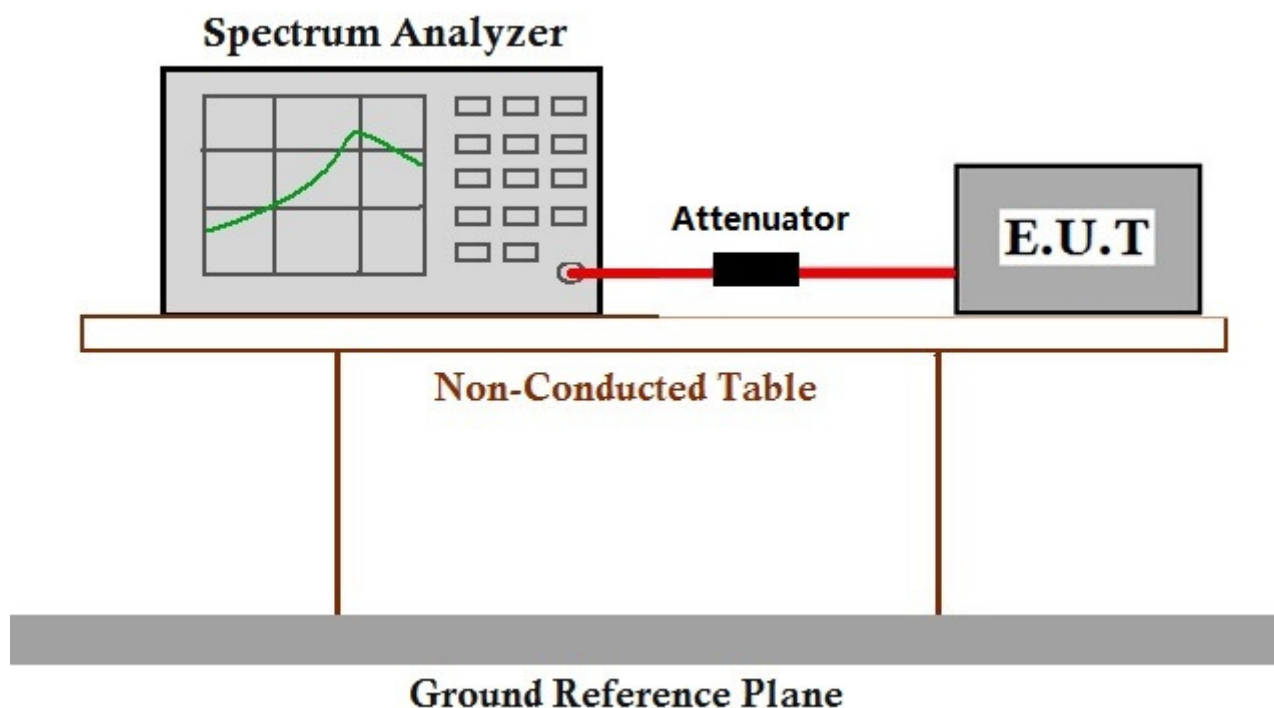 Spectrum Analyzer
Attenuator
E.U.T
Non-Conducted Table
Ground Reference Plane